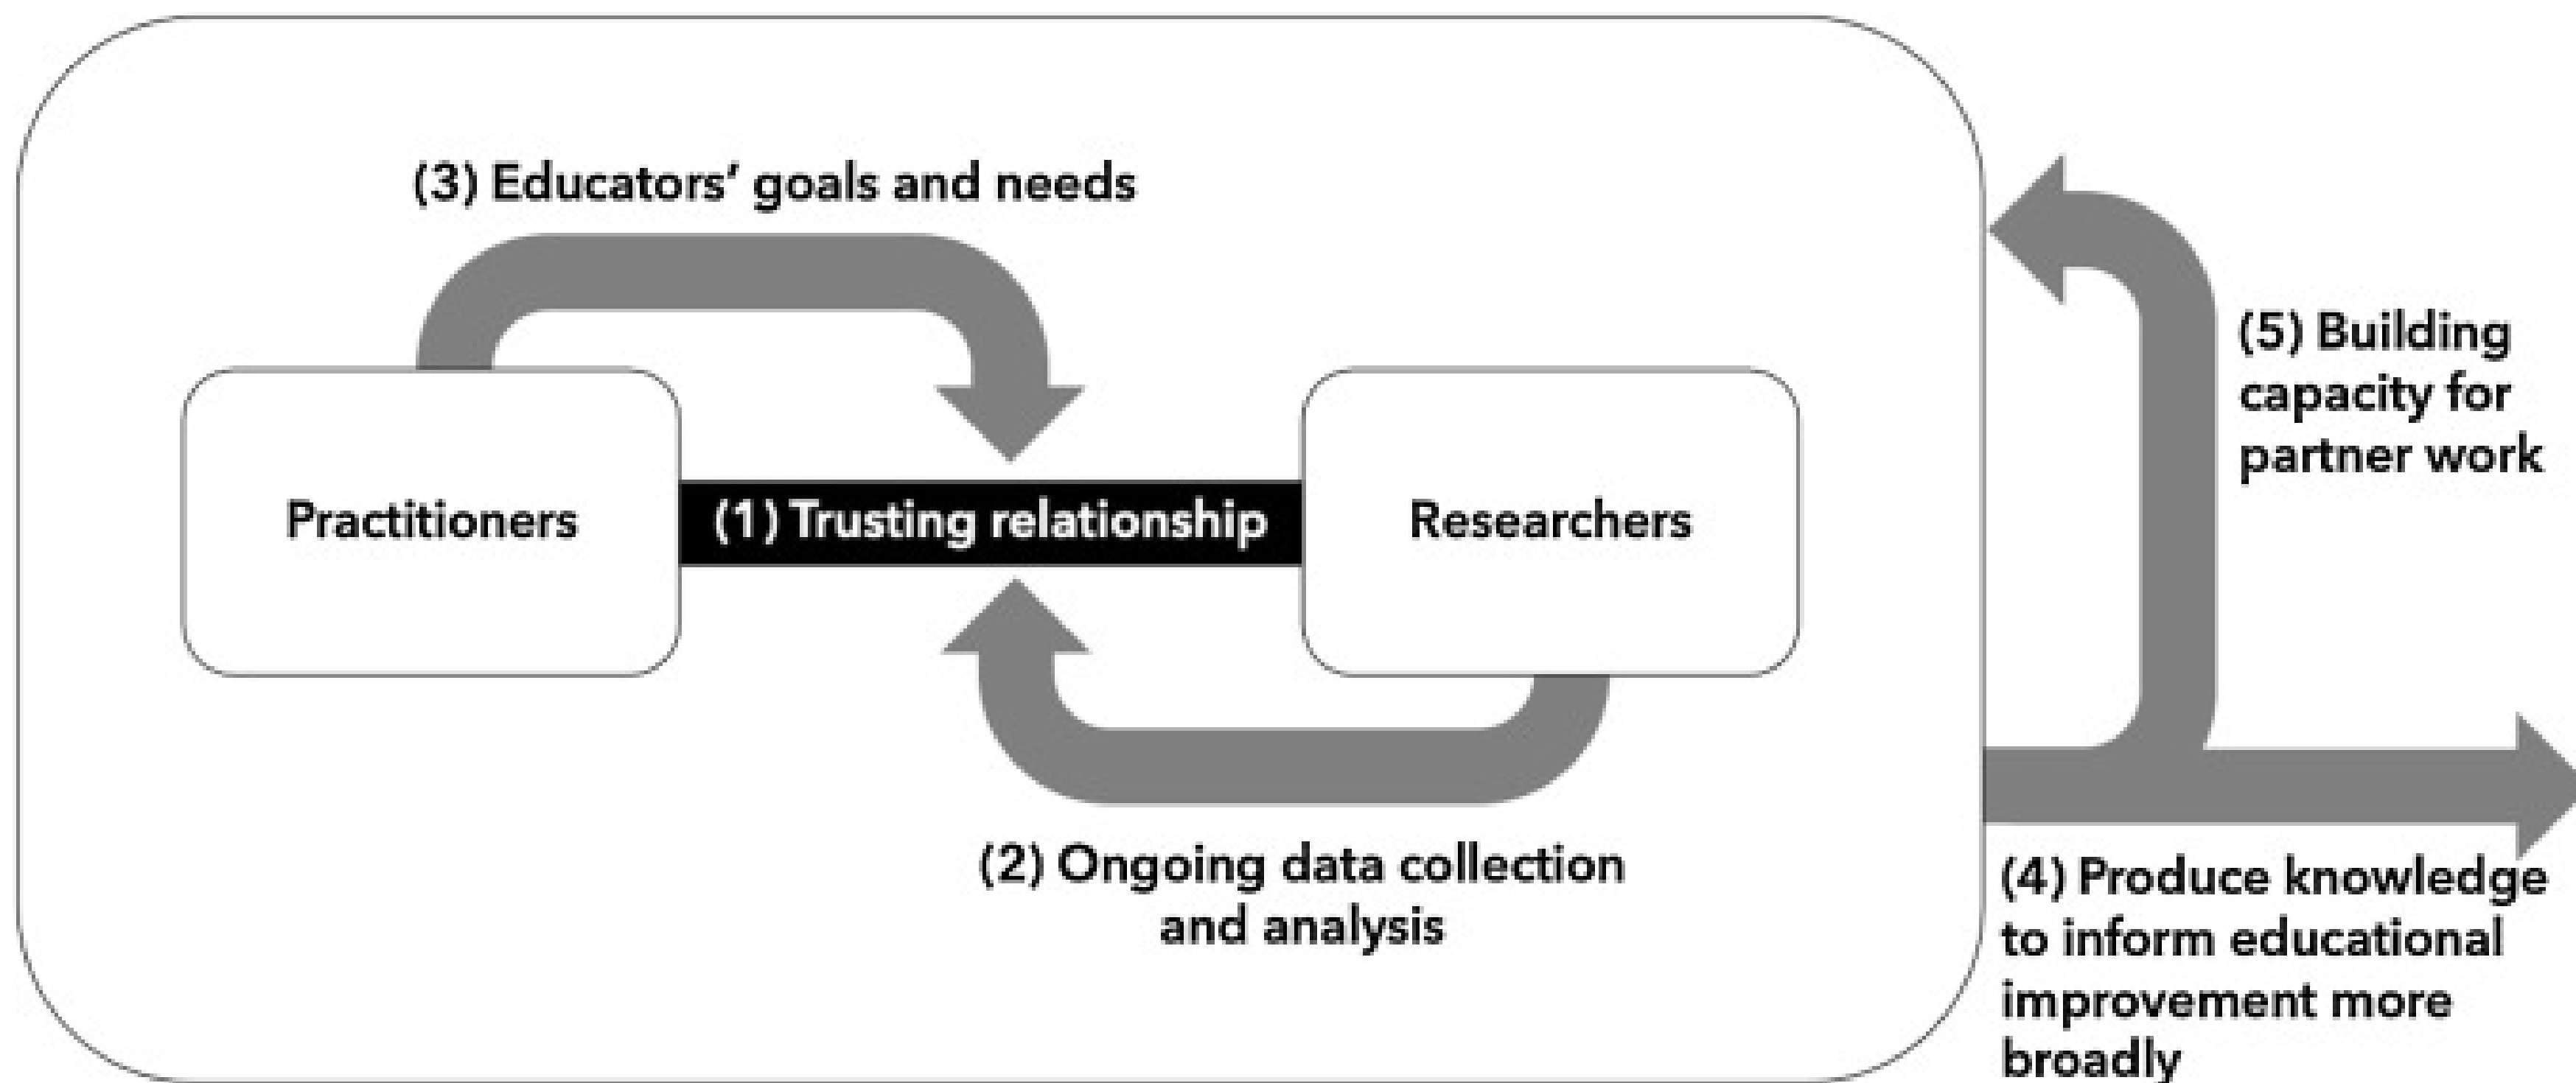 (3) Educators’ goals and needs
Practitioners
(1) Trusting relationship
Researchers
(2) Ongoing data collection
and analysis
(5) Building
capacity for
partner work
(4) Produce knowledge
to inform educational
improvement more
broadly